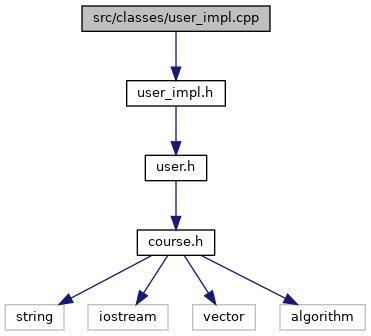 src/classes/user_impl.cpp
user_impl.h
user.h
course.h
string iostream vector algorithm